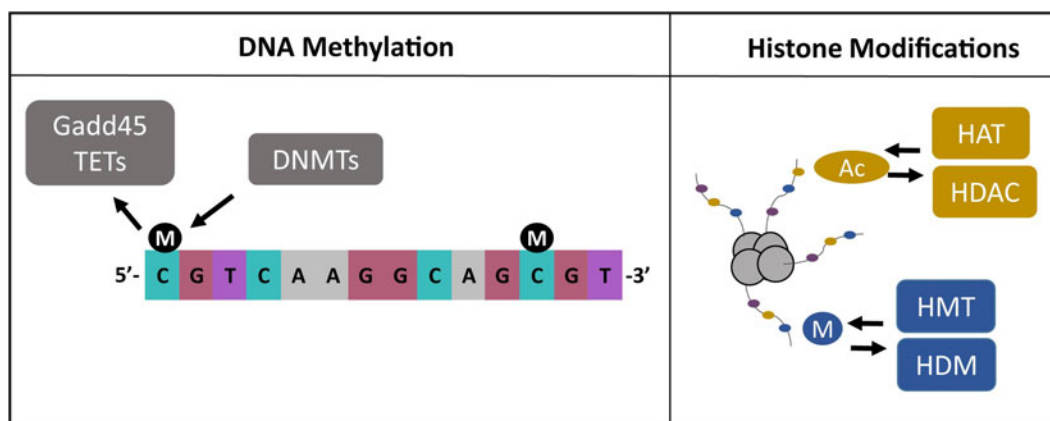 DNA Methylation
Histone Modifications
Gadd45
TETs
DNMTs
M
M
5’- C G T C A A G G C A G C G T -3’
Ac
HAT
HDAC
M
HMT
HDM